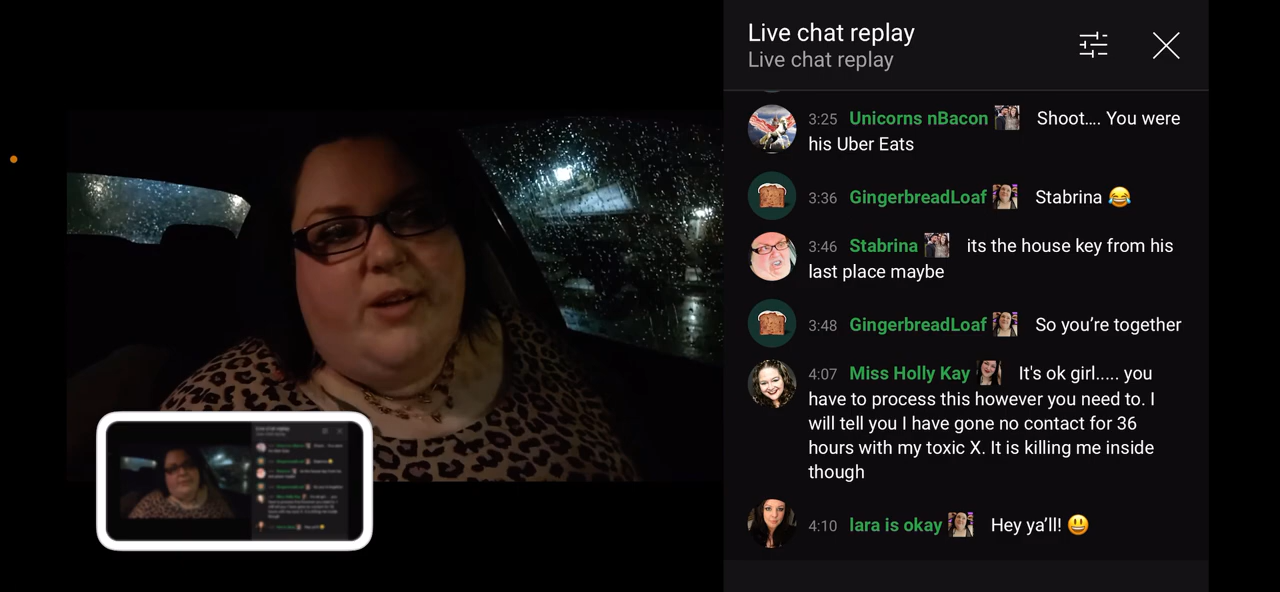 Live chat replay
Live chat replay
3:25 Unicorns nBacon Shoot.... You were
his Uber Eats
3:36 GingerbreadLoaf Stabrina 😂
3:46 Stabrina its the house key from his
last place maybe
3:48 GingerbreadLoaf So you’re together
4:07 Miss Holly Kay It's ok girl..... you
have to process this however you need to. I
will tell you I have gone no contact for 36
hours with my toxic X. It is killing me inside
though
4:10 lara is okay Hey ya’ll! 😃